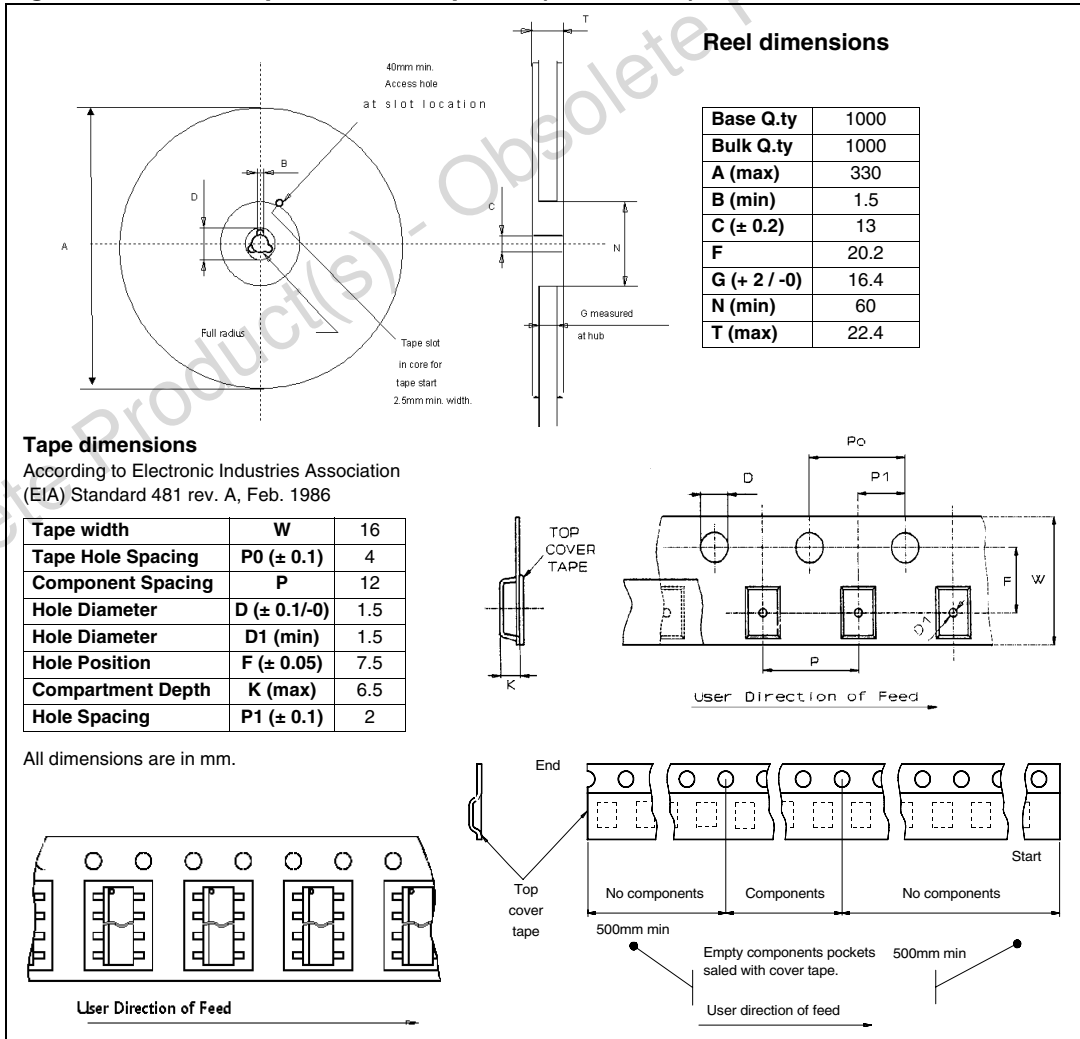 T
Reel dimensions
40mm min.
Access hole
at slot location
B
D
C
A
N
G measured
at hub
Full radius
Tape slot
in core for
tape start
2.5mm min. width.
Base Q.ty 1000
Bulk Q.ty 1000
A (max) 330
B (min) 1.5
C (± 0.2) 13
F 20.2
G (+ 2 / -0) 16.4
N (min) 60
T (max) 22.4
Tape dimensions
According to Electronic Industries Association
(EIA) Standard 481 rev. A, Feb. 1986
Tape width W 16
Tape Hole Spacing P0 (± 0.1) 4
Component Spacing P 12
Hole Diameter D (± 0.1/-0) 1.5
Hole Diameter D1 (min) 1.5
Hole Position F (± 0.05) 7.5
Compartment Depth K (max) 6.5
Hole Spacing P1 (± 0.1) 2
All dimensions are in mm.
Po
D
P1
TOP
COVER
TAPE
F
W
D1
P
K
User Direction of Feed
End
Start
Top
cover
tape
No components
Components
No components
500mm min
Empty components pockets
saled with cover tape.
500mm min
User direction of feed
User Direction of Feed
Product(s) - Obsolete